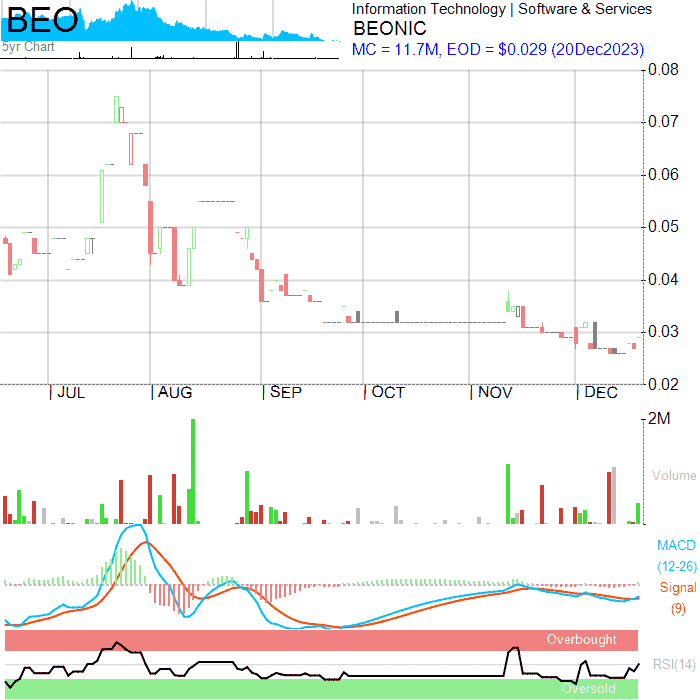 BEO
5yr Chart
Information Technology | Software & Services
BEONIC
MC = 11.7M, EOD = $0.029 (20Dec2023)
0.08
0.07
0.06
0.05
0.04
0.03
0.02
JUL
AUG
SEP
OCT
NOV
DEC
2M
Volume
MACD
(12-26)
Signal
(9)
Overbought
RSI(14)
Oversold